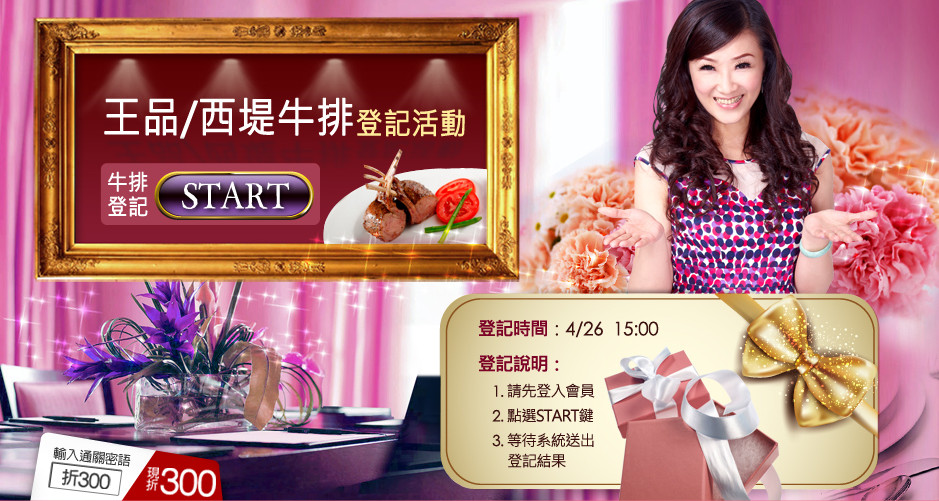 王品/西堤牛排登記活動
牛排
登記
START
登記時間：4/26 15:00
登記說明：
1. 請先登入會員
2. 點選START鍵
3. 等待系統送出
登記結果
輸入通關密語
折300
現折300